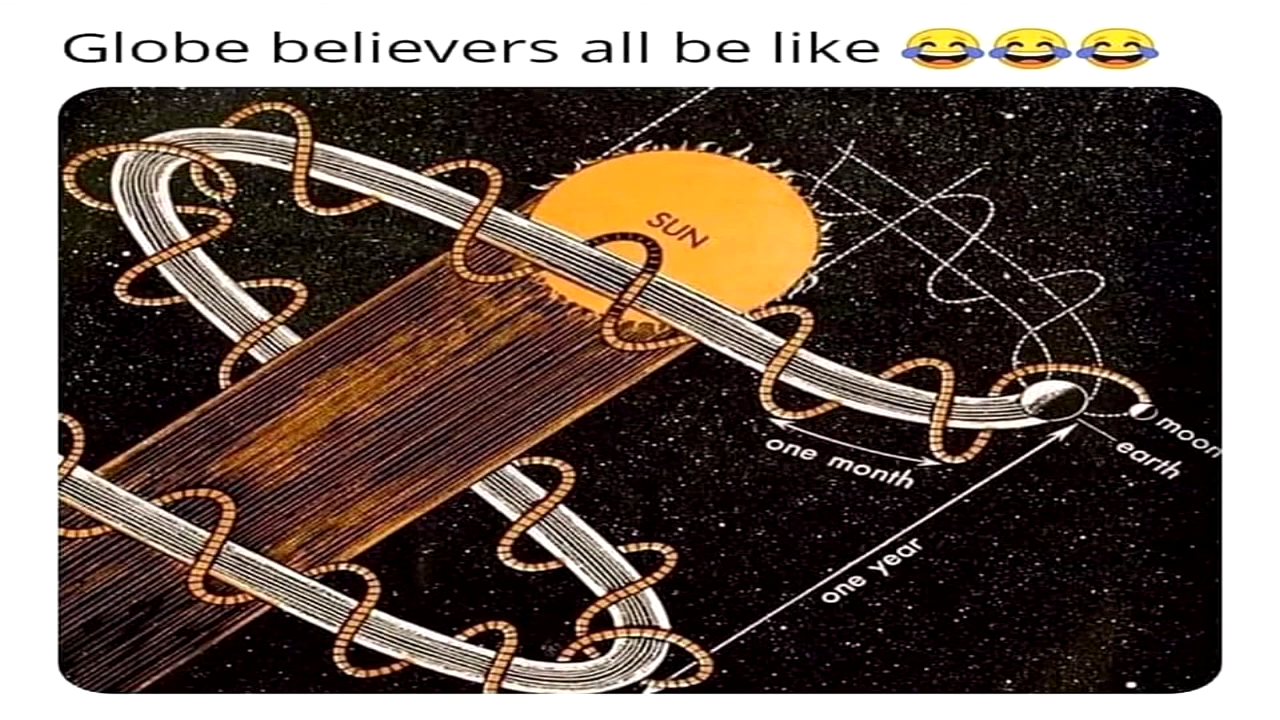 Globe believers all be like 😂😂😂
SUN
one month
moon
earth
one year